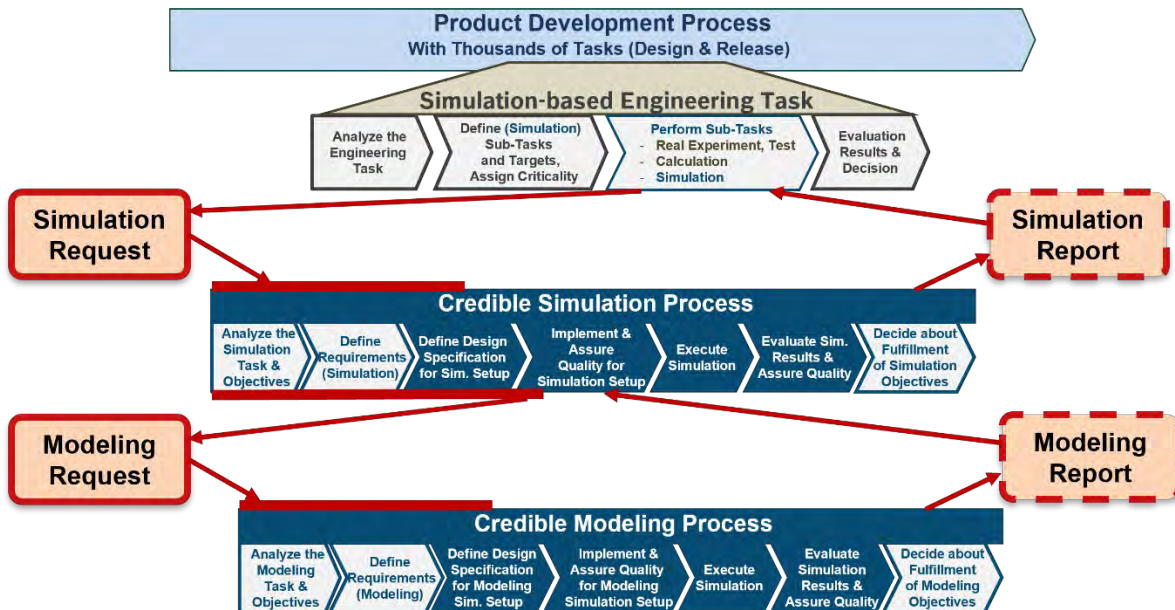 Product Development Process
With Thousands of Tasks (Design & Release)
Simulation-based Engineering Task
Analyze the
Engineering
Task
Define (Simulation)
Sub-Tasks
and Targets,
Assign Criticality
Perform Sub-Tasks
- Real Experiment, Test
- Calculation
- Simulation
Evaluation
Results &
Decision
Simulation
Request
Simulation
Report
Credible Simulation Process
Analyze the
Simulation
Task &
Objectives
Define
Requirements
(Simulation)
Define Design
Specification
for Sim. Setup
Implement &
Assure
Quality for
Simulation Setup
Execute
Simulation
Evaluate Sim.
Results &
Assure Quality
Decide about
Fulfillment
of Simulation
Objectives
Modeling
Request
Modeling
Report
Credible Modeling Process
Analyze the
Modeling
Task &
Objectives
Define
Requirements
(Modeling)
Define Design
Specification
for Modeling
Sim. Setup
Implement &
Assure Quality
for Modeling
Simulation Setup
Execute
Simulation
Evaluate
Simulation
Results &
Assure Quality
Decide about
Fulfillment
of Modeling
Objectives